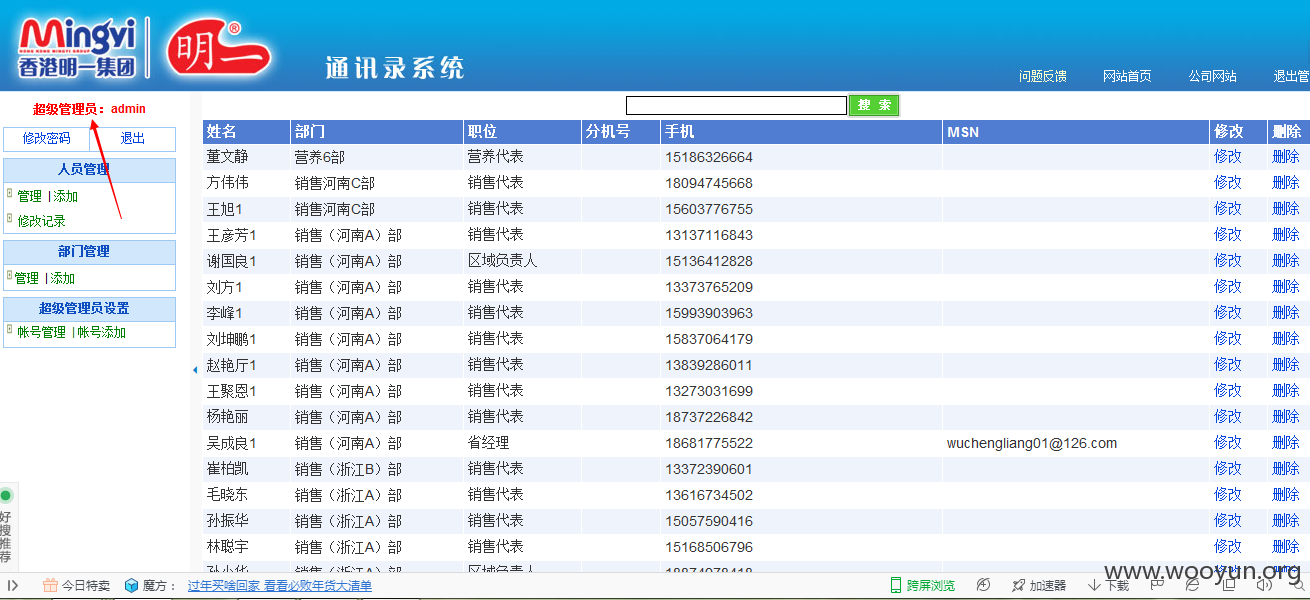 Mingyi
HONG KONG MINGYI GROUP
香港明一集团
明一®
通讯录系统
问题反馈 网站首页 公司网站 退出管
超级管理员：admin
修改密码 退出
人员管理
管理 | 添加
修改记录
部门管理
管理 | 添加
超级管理员设置
帐号管理 | 帐号添加
搜 索
姓名 部门 职位 分机号 手机 MSN 修改 删除
董文静 营养6部 营养代表 15186326664 修改 删除
方伟伟 销售河南C部 销售代表 18094745668 修改 删除
王旭1 销售河南C部 销售代表 15603776755 修改 删除
王彦芳1 销售（河南A）部 销售代表 13137116843 修改 删除
谢国良1 销售（河南A）部 区域负责人 15136412828 修改 删除
刘方1 销售（河南A）部 销售代表 13373765209 修改 删除
李峰1 销售（河南A）部 销售代表 15993903963 修改 删除
刘坤鹏1 销售（河南A）部 销售代表 15837064179 修改 删除
赵艳厅1 销售（河南A）部 销售代表 13839286011 修改 删除
王聚恩1 销售（河南A）部 销售代表 13273031699 修改 删除
杨艳丽 销售（河南A）部 销售代表 18737226842 修改 删除
吴成良1 销售（河南A）部 省经理 18681775522 wuchengliang01@126.com 修改 删除
崔柏凯 销售（浙江B）部 销售代表 13372390601 修改 删除
毛晓东 销售（浙江A）部 销售代表 13616734502 修改 删除
孙振华 销售（浙江A）部 销售代表 15057590416 修改 删除
林聪宇 销售（浙江A）部 销售代表 15168506796 修改 删除
销售（浙江A）部 区域负责人
好搜推荐
www.wooyun.org
今日特卖 魔方： 过年买啥回家 看看必败年货大清单 跨屏浏览 加速器 下载